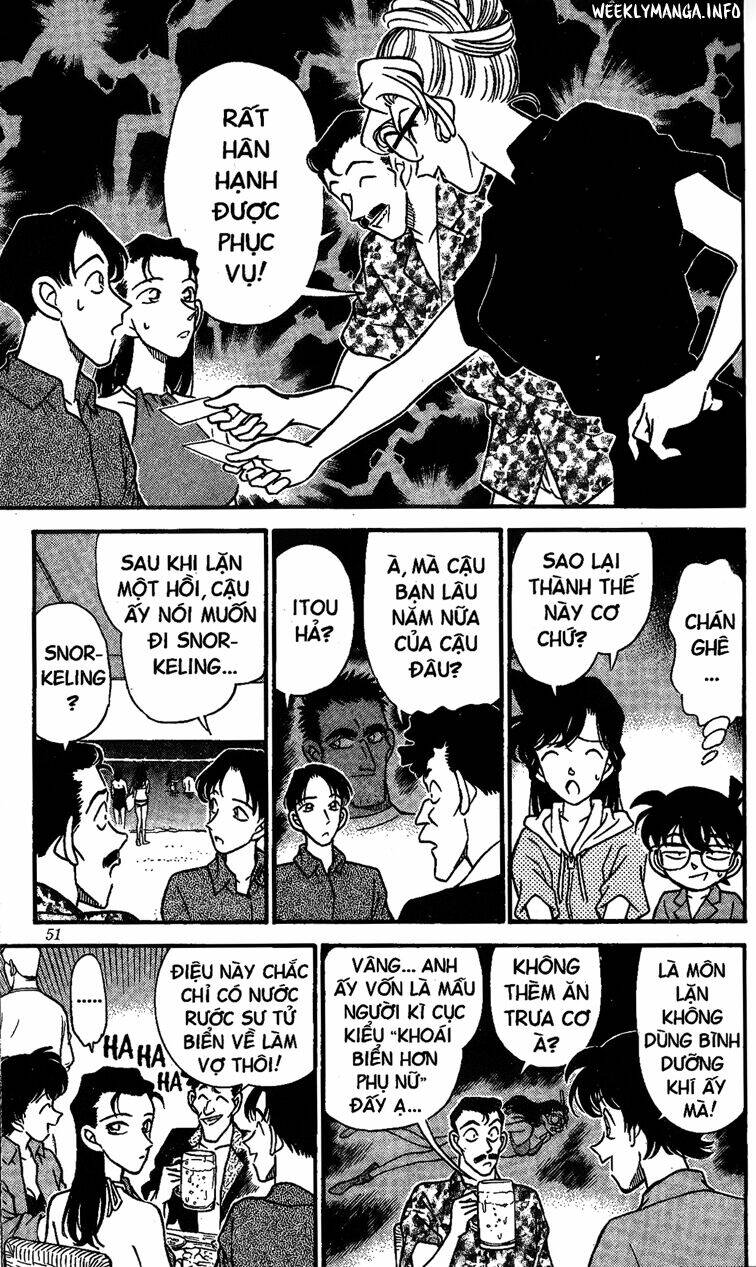 WEEKLYMANGA.INFO
RẤT
HÂN
HẠNH
ĐƯỢC
PHỤC
VỤ!
CHÁN
GHÊ
...
SAO LẠI
THÀNH THẾ
NÀY CƠ
CHỨ?
À, MÀ CẬU
BẠN LÂU
NĂM NỮA
CỦA CẬU
ĐÂU?
ITOU
HẢ?
SAU KHI LẶN
MỘT HỒI, CẬU
ẤY NÓI MUỐN
ĐI SNOR-
KELING...
SNOR-
KELING
?
51
LÀ MÔN
LẶN
KHÔNG
DÙNG BÌNH
DƯỠNG
KHÍ ẤY
MÀ!
KHÔNG
THÈM ĂN
TRƯA CƠ
À?
VÂNG... ANH
ẤY VỐN LÀ MẪU
NGƯỜI KÌ CỤC
KIỂU "KHOÁI
BIỂN HƠN
PHỤ NỮ"
ĐẤY Ạ...
ĐIỆU NÀY CHẮC
CHỈ CÓ NƯỚC
RƯỚC SƯ TỬ
BIỂN VỀ LÀM
VỢ THÔI!
HA HA HA
.....